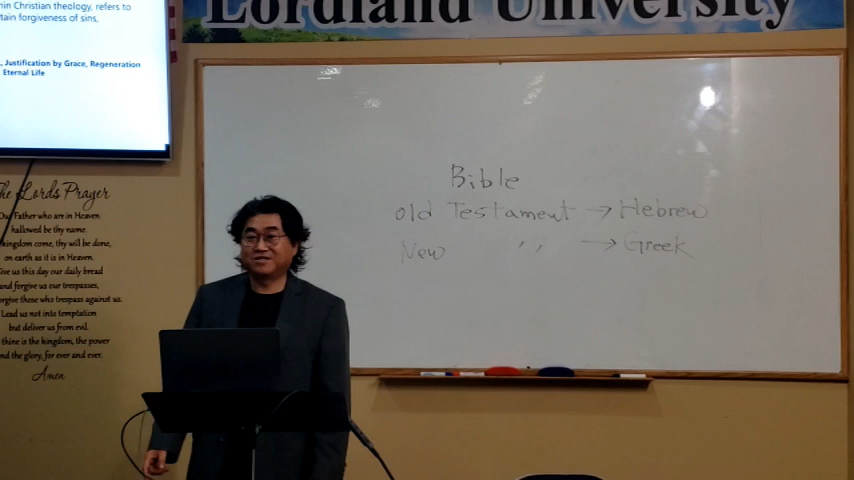 Lordland University
hin Christian theology, refers to
tain forgiveness of sins,
, Justification by Grace, Regeneration
Eternal Life
The Lords Prayer
Our Father who are in Heaven
hallowed be thy name.
kingdom come, thy will be done,
on earth as it is in Heaven.
Give us this day our daily bread
and forgive us our trespasses,
orgive those who trespass against us.
Lead us not into temptation
but deliver us from evil.
thine is the kingdom, the power
and the glory, for ever and ever.
Amen
Bible
Old Testament → Hebrew
New 〃 → Greek